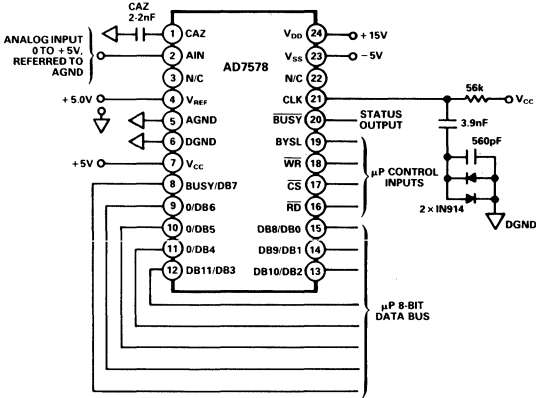 CAZ
2·2nF
ANALOG INPUT
0 TO +5V,
REFERRED TO
AGND
+5.0V
+5V
AD7578
1 CAZ
2 AIN
3 N/C
4 VREF
5 AGND
6 DGND
7 VCC
8 BUSY/DB7
9 0/DB6
10 0/DB5
11 0/DB4
12 DB11/DB3
VDD 24
VSS 23
N/C 22
CLK 21
BUSY 20
BYSL 19
WR 18
CS 17
RD 16
DB8/DB0 15
DB9/DB1 14
DB10/DB2 13
+15V
−5V
STATUS
OUTPUT
μP CONTROL
INPUTS
56k
VCC
3.9nF
560pF
2 × IN914
DGND
μP 8-BIT
DATA BUS